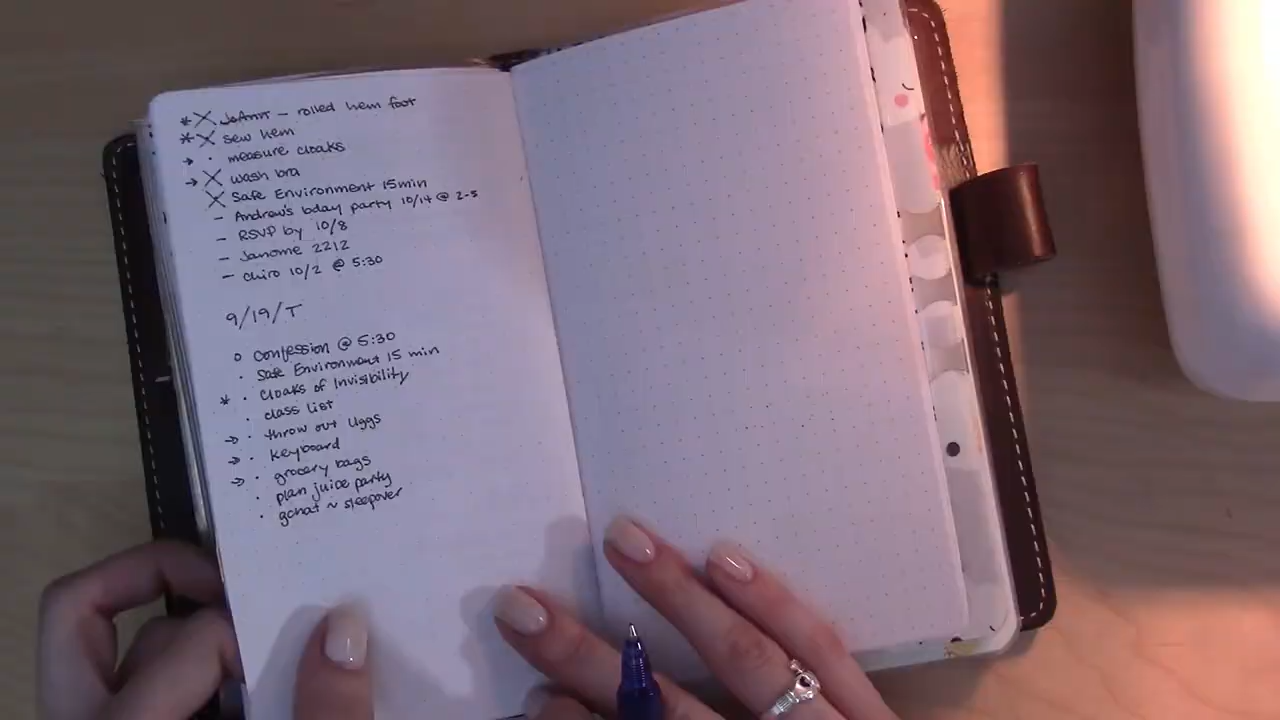 * X JoAnn – rolled hem foot
* X sew hem
→ · measure cloaks
→ X wash bra
X Safe Environment 15min
– Andrew's bday party 10/14 @ 2-5
– RSVP by 10/8
– Janome 2212
– chiro 10/2 @ 5:30
9/19/T
o confession @ 5:30
· Safe Environment 15 min
* · cloaks of Invisibility
· class list
→ · throw out Uggs
→ · keyboard
→ · grocery bags
· plan juice party
· gchat ~ sleepover